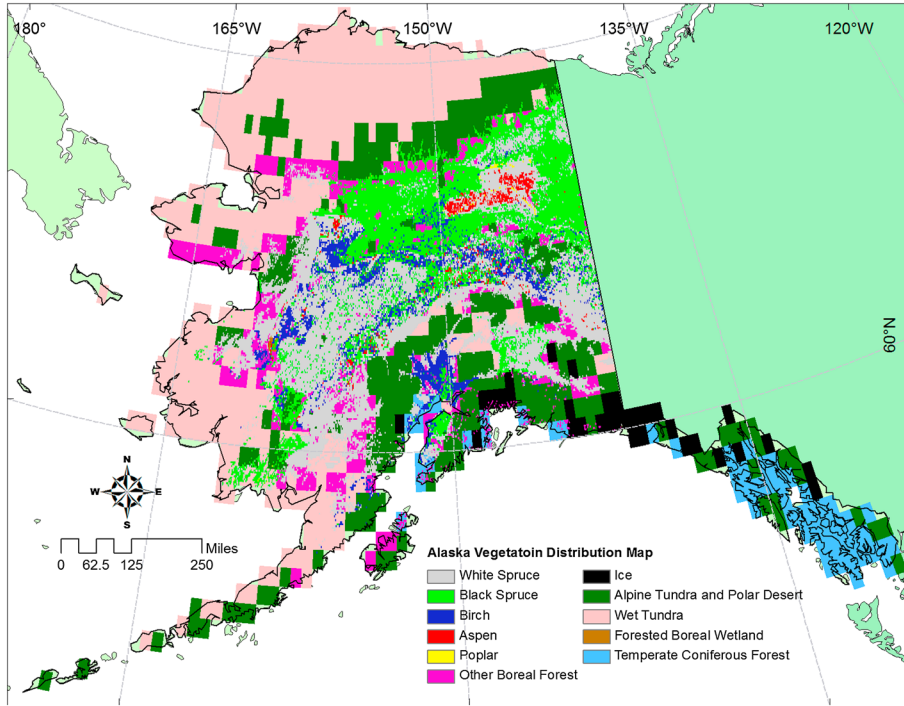 180° 165°W 150°W 135°W 120°W
60°N
N
W E
S
Miles
0 62.5 125 250
Alaska Vegetatoin Distribution Map
White Spruce Ice
Black Spruce Alpine Tundra and Polar Desert
Birch Wet Tundra
Aspen Forested Boreal Wetland
Poplar Temperate Coniferous Forest
Other Boreal Forest